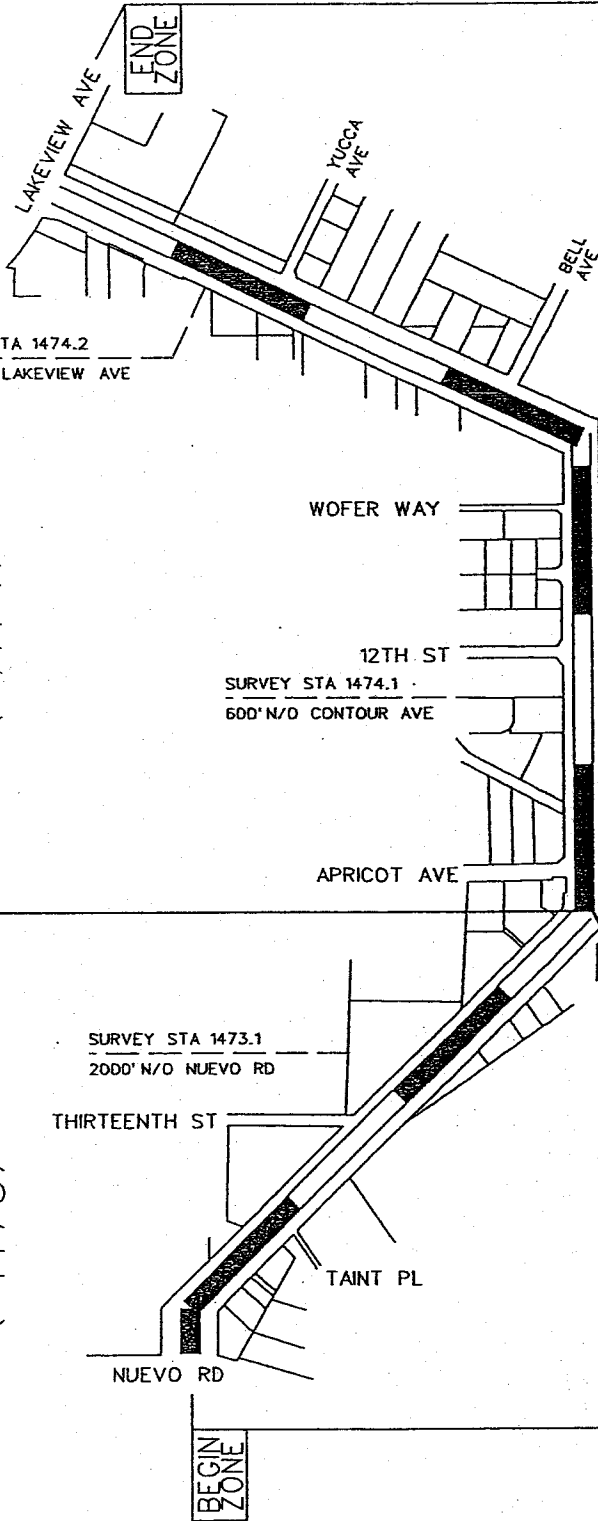 END
ZONE
LAKEVIEW AVE
YUCCA
AVE
BELL
AVE
TA 1474.2
LAKEVIEW AVE
WOFER WAY
12TH ST
SURVEY STA 1474.1
600' N/O CONTOUR AVE
APRICOT AVE
SURVEY STA 1473.1
2000' N/O NUEVO RD
THIRTEENTH ST
TAINT PL
NUEVO RD
BEGIN
ZONE